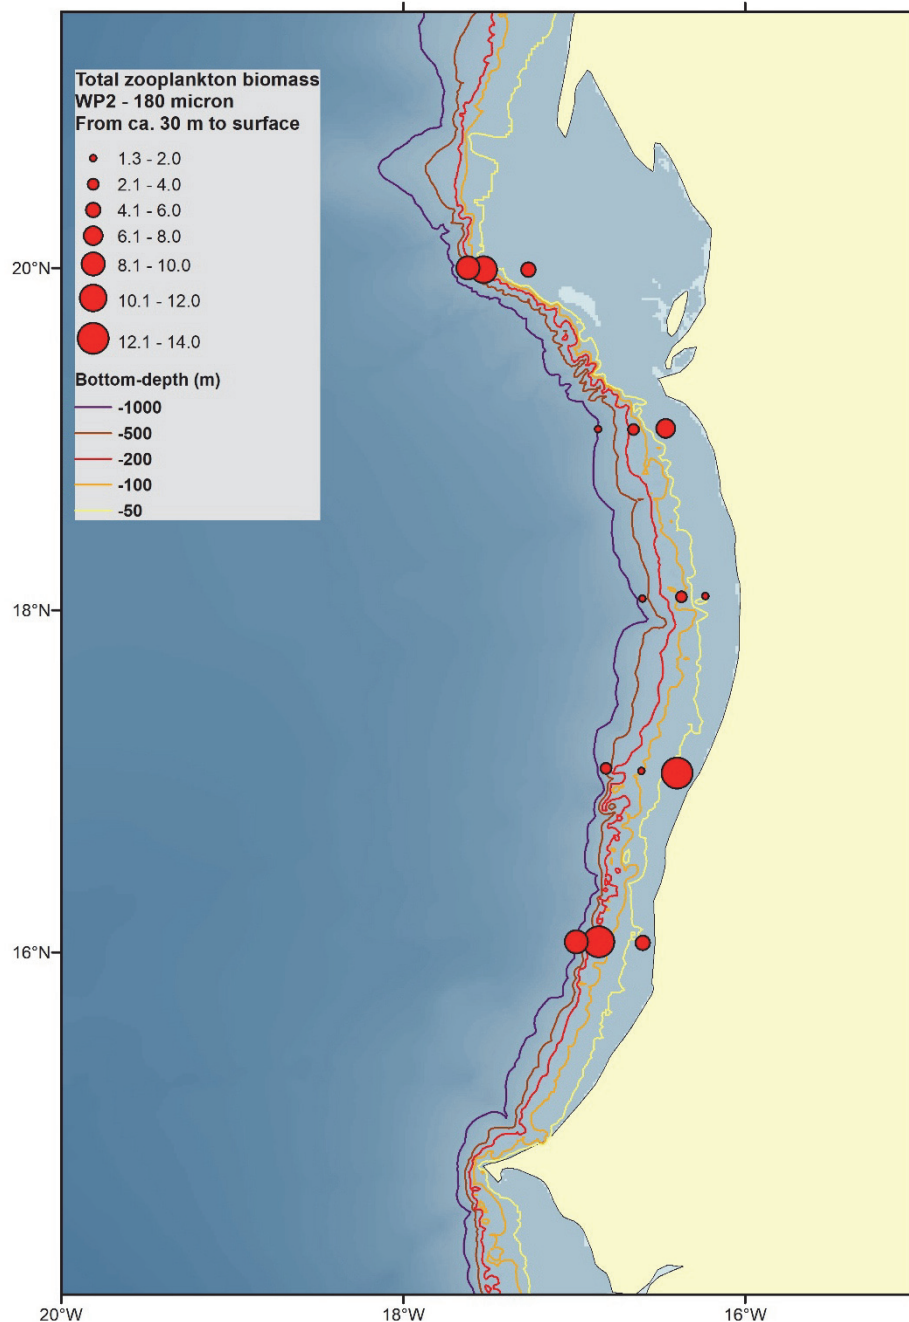 Total zooplankton biomass
WP2 - 180 micron
From ca. 30 m to surface
1.3 - 2.0
2.1 - 4.0
4.1 - 6.0
6.1 - 8.0
8.1 - 10.0
10.1 - 12.0
12.1 - 14.0
Bottom-depth (m)
-1000
-500
-200
-100
-50
20°N
18°N
16°N
20°W
18°W
16°W